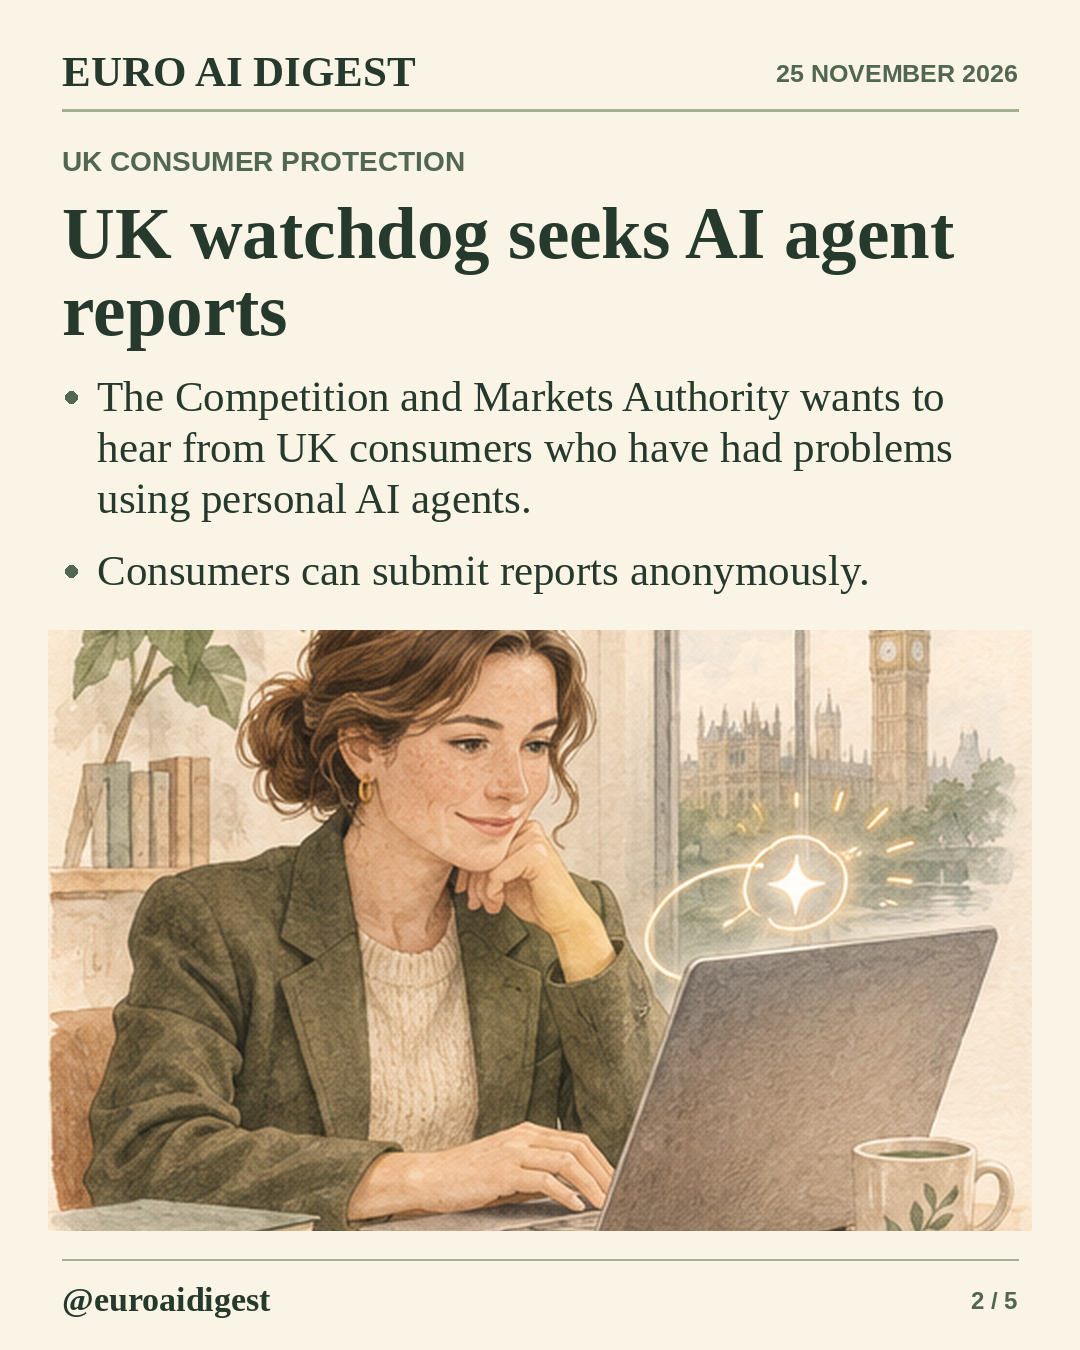 EURO AI DIGEST
25 NOVEMBER 2026
UK CONSUMER PROTECTION
UK watchdog seeks AI agent
reports
• The Competition and Markets Authority wants to
hear from UK consumers who have had problems
using personal AI agents.
• Consumers can submit reports anonymously.
@euroaidigest
2 / 5